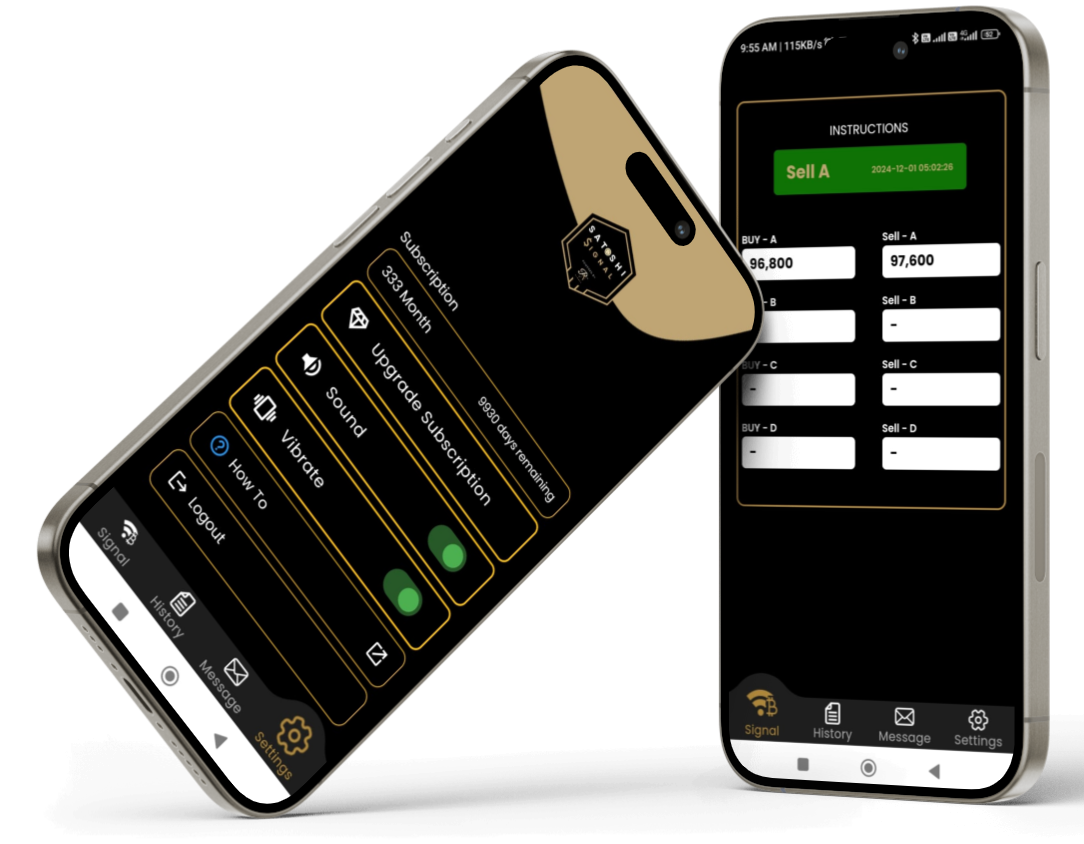 SATOSHI
SIGNAL
Subscription
333 Month
9930 days remaining
Upgrade Subscription
Sound
Vibrate
How To
Logout
Signal
History
Message
Settings
9:55 AM | 115KB/s
INSTRUCTIONS
Sell A 2024-12-01 05:02:26
BUY - A Sell - A
96,800 97,600
- B Sell - B
-
BUY - C Sell - C
- -
BUY - D Sell - D
- -
Signal History Message Settings